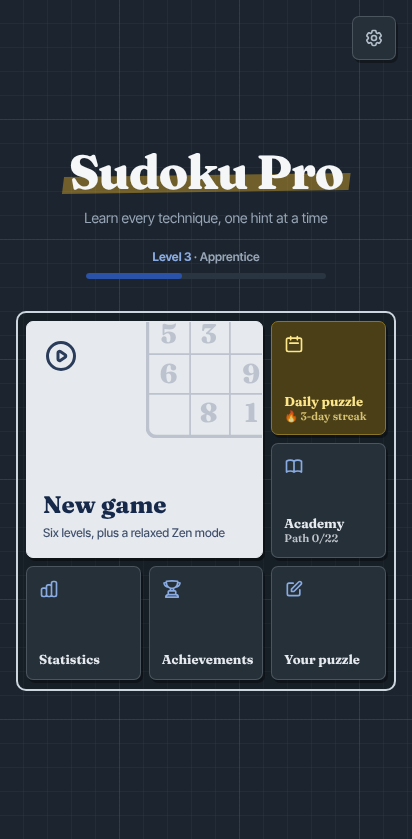 Sudoku Pro
Learn every technique, one hint at a time
Level 3 · Apprentice
5 3
6 9
8 1
New game
Six levels, plus a relaxed Zen mode
Daily puzzle
🔥 3-day streak
Academy
Path 0/22
Statistics
Achievements
Your puzzle